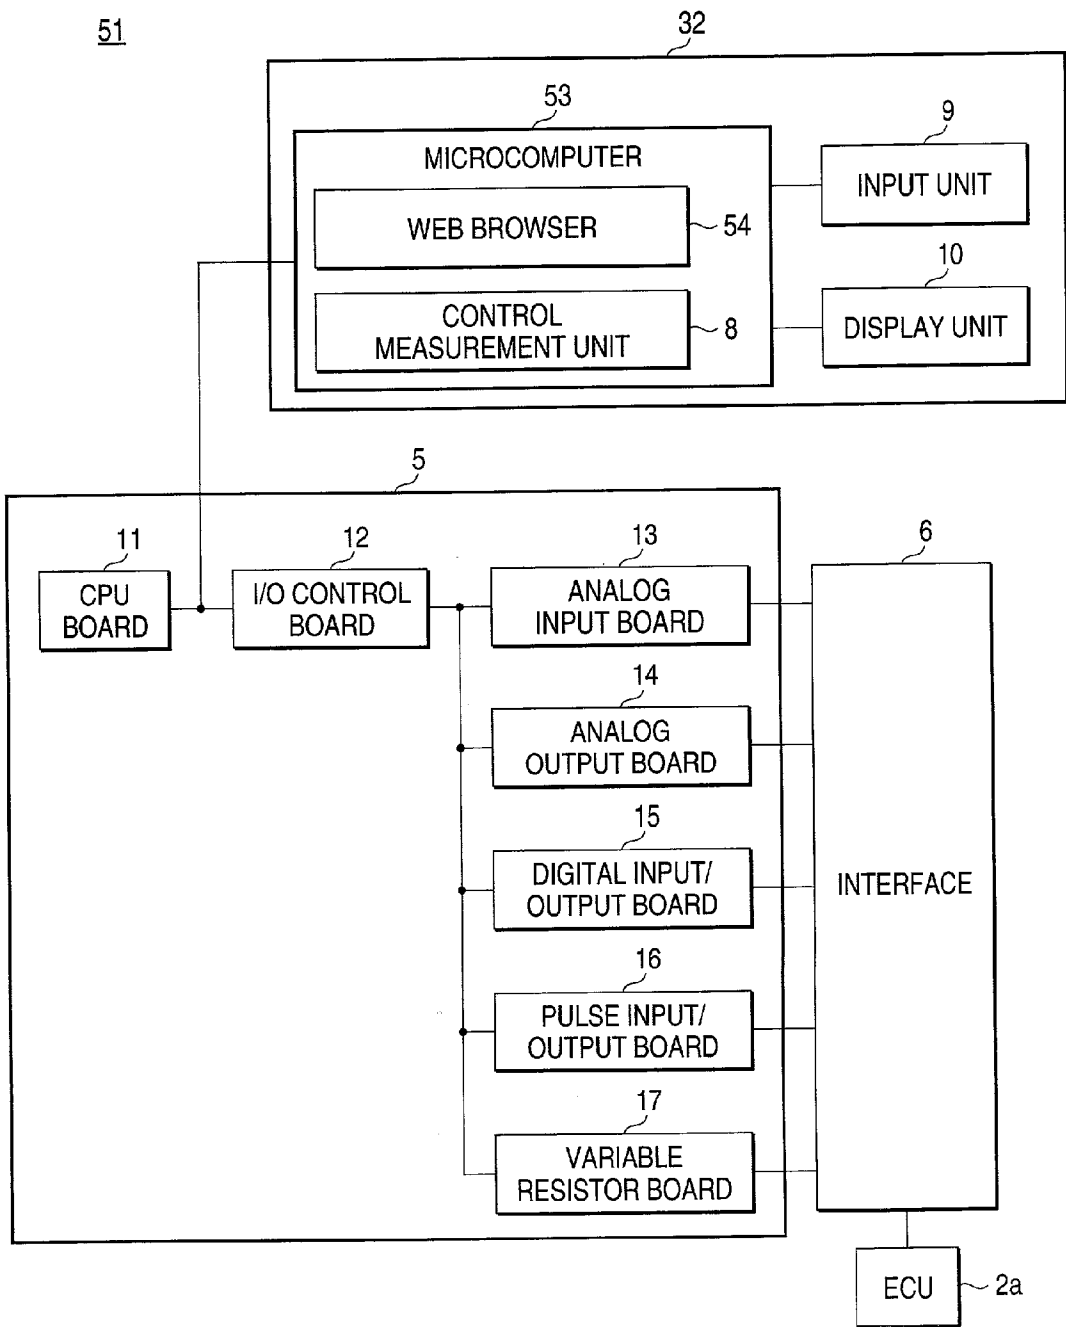 51
32
53
MICROCOMPUTER
WEB BROWSER
54
CONTROL
MEASUREMENT UNIT
8
9
INPUT UNIT
10
DISPLAY UNIT
5
11
CPU
BOARD
12
I/O CONTROL
BOARD
13
ANALOG
INPUT BOARD
14
ANALOG
OUTPUT BOARD
15
DIGITAL INPUT/
OUTPUT BOARD
16
PULSE INPUT/
OUTPUT BOARD
17
VARIABLE
RESISTOR BOARD
6
INTERFACE
ECU
2a